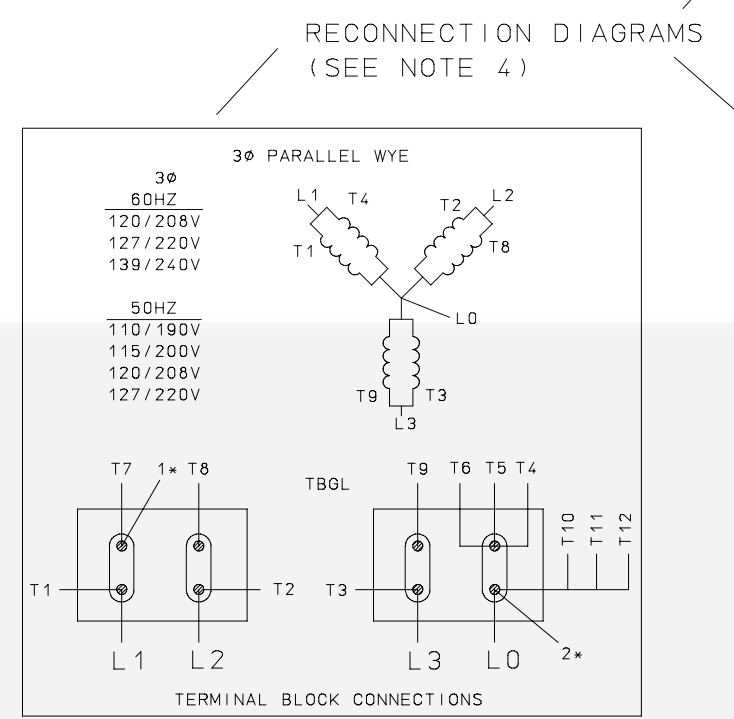 RECONNECTION DIAGRAMS
(SEE NOTE 4)
3Ø PARALLEL WYE
3Ø
60HZ
120/208V
127/220V
139/240V
50HZ
110/190V
115/200V
120/208V
127/220V
L1 T4 T2 L2
T1 T8
L0
T9 T3
L3
T7 1* T8
TBGL
T9 T6 T5 T4
T10 T11 T12
T1 T2 T3
L1 L2 L3 L0 2*
TERMINAL BLOCK CONNECTIONS